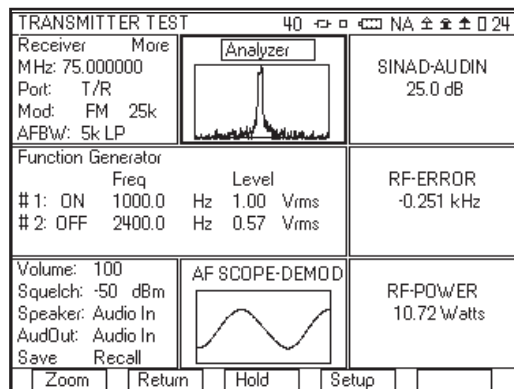 TRANSMITTER TEST 40 NA 24
Receiver More
MHz: 75.000000
Port: T/R
Mod: FM 25k
AFBW: 5k LP
Analyzer
SINAD-AUDIN
25.0 dB
Function Generator
Freq Level
#1: ON 1000.0 Hz 1.00 Vrms
#2: OFF 2400.0 Hz 0.57 Vrms
RF-ERROR
-0.251 kHz
Volume: 100
Squelch: -50 dBm
Speaker: Audio In
AudOut: Audio In
Save Recall
AF SCOPE-DEMOD
RF-POWER
10.72 Watts
Zoom Return Hold Setup